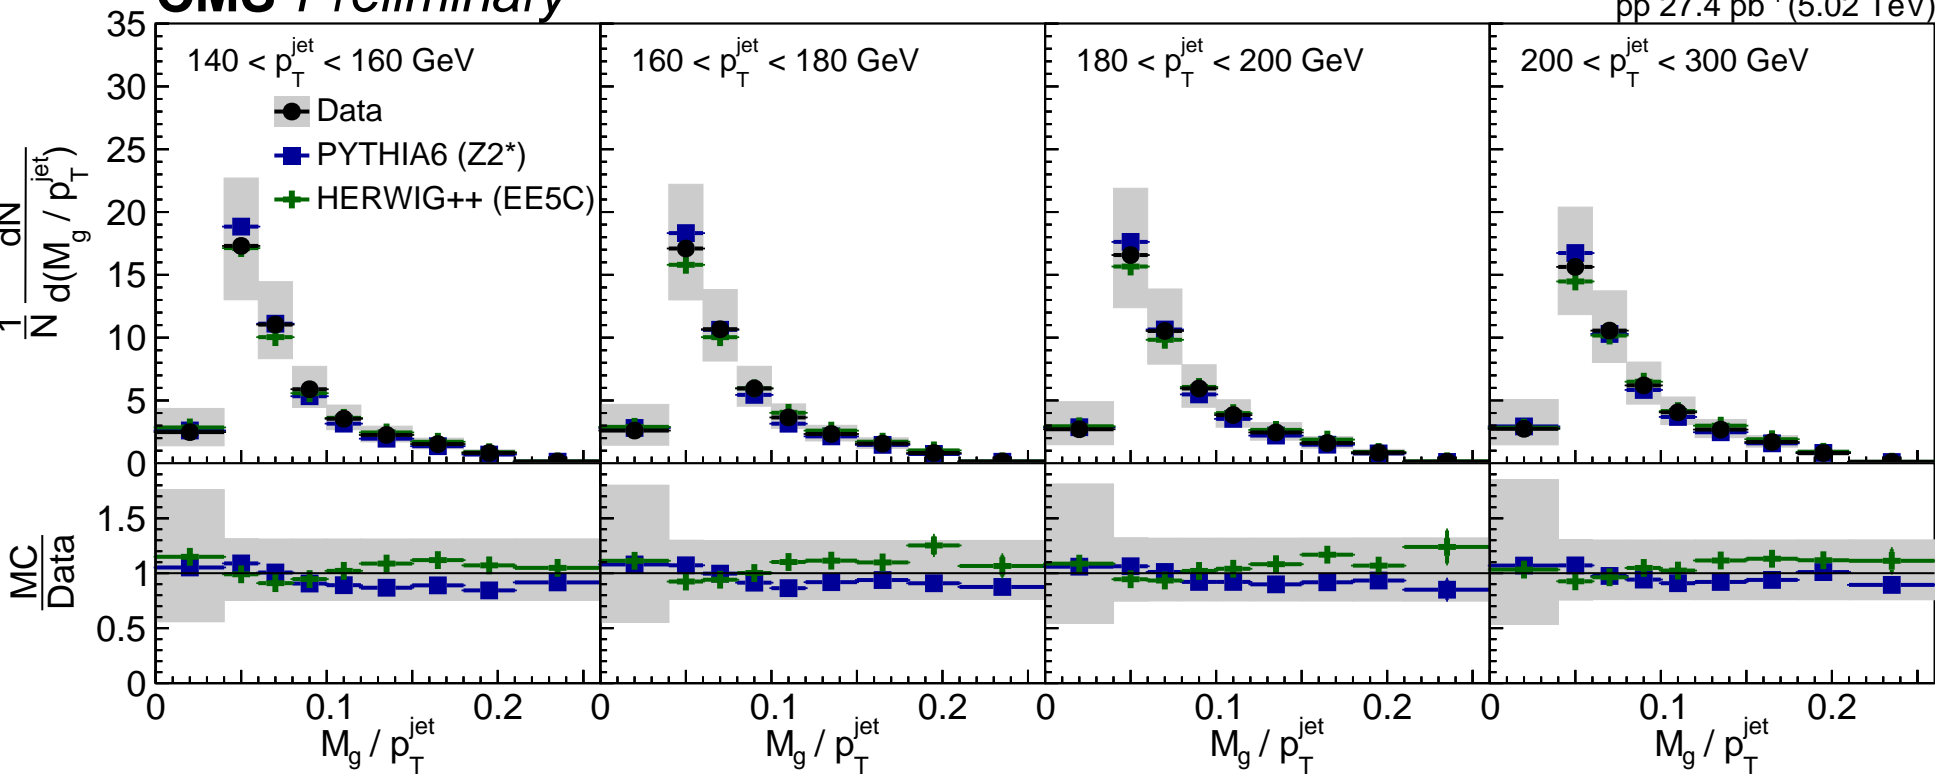 CMS Preliminary
pp 27.4 pb⁻¹ (5.02 TeV)
140 < p_T^jet < 160 GeV
160 < p_T^jet < 180 GeV
180 < p_T^jet < 200 GeV
200 < p_T^jet < 300 GeV
Data
PYTHIA6 (Z2*)
HERWIG++ (EE5C)
1/N dN/d(M_g / p_T^jet)
35
30
25
20
15
10
5
0
MC/Data
1.5
1
0.5
0
0 0.1 0.2 0 0.1 0.2 0 0.1 0.2 0 0.1 0.2
M_g / p_T^jet
M_g / p_T^jet
M_g / p_T^jet
M_g / p_T^jet